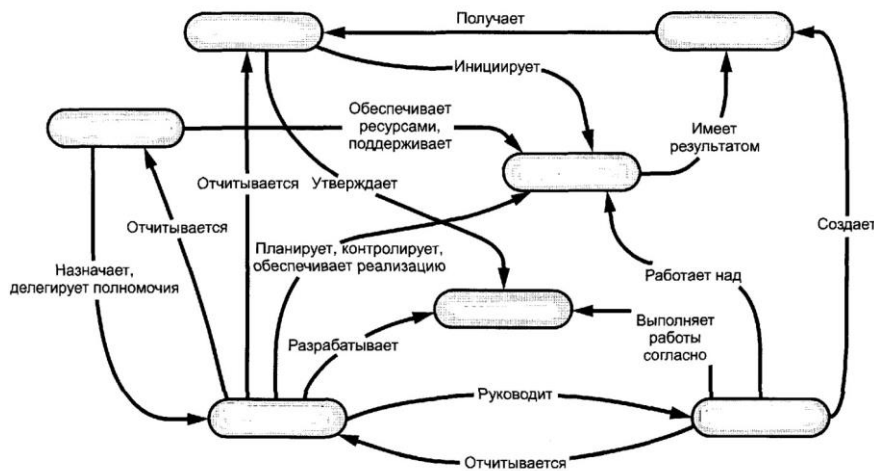 Получает
Инициирует
Обеспечивает
ресурсами,
поддерживает
Имеет
результатом
Отчитывается
Утверждает
Отчитывается
Создает
Планирует, контролирует,
обеспечивает реализацию
Назначает,
делегирует полномочия
Работает над
Разрабатывает
Выполняет
работы
согласно
Руководит
Отчитывается